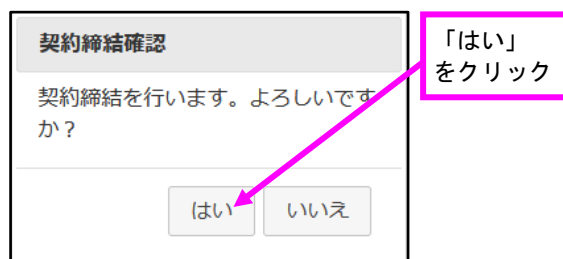 契約締結確認
契約締結を行います。よろしいです
か？
はい
いいえ
「はい」
をクリック